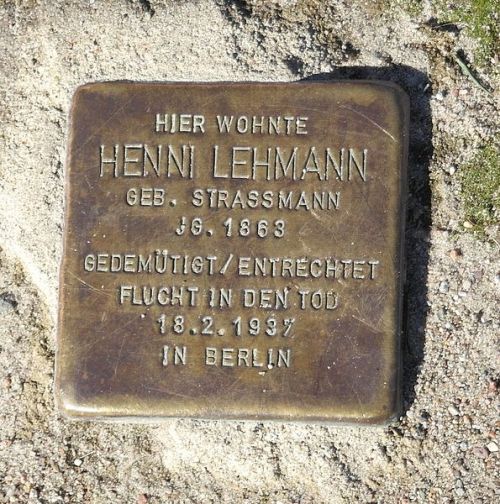 HIER WOHNTE
HENNI LEHMANN
GEB. STRASSMANN
JG. 1863
GEDEMÜTIGT/ENTRECHTET
FLUCHT IN DEN TOD
18.2.1937
IN BERLIN